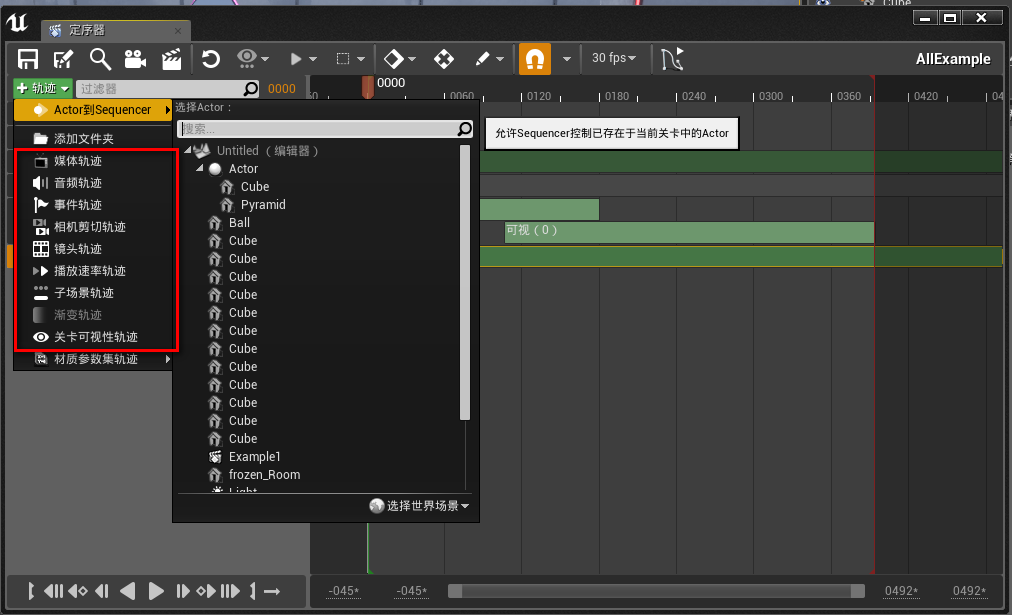 Cube
定序器
30 fps
AllExample
轨迹
过滤器
0000
0000
0060
0120
0180
0240
0300
0360
0420
Actor到Sequencer
选择Actor：
添加文件夹
搜索...
允许Sequencer控制已存在于当前关卡中的Actor
媒体轨迹
Untitled （编辑器）
音频轨迹
Actor
Cube
事件轨迹
Pyramid
相机剪切轨迹
Ball
可视（0）
镜头轨迹
Cube
Cube
播放速率轨迹
Cube
子场景轨迹
Cube
渐变轨迹
Cube
Cube
关卡可视性轨迹
Cube
材质参数集轨迹
Cube
Cube
Cube
Cube
Cube
Example1
frozen_Room
Light
选择世界场景
-045*
-045*
0492*
0492*